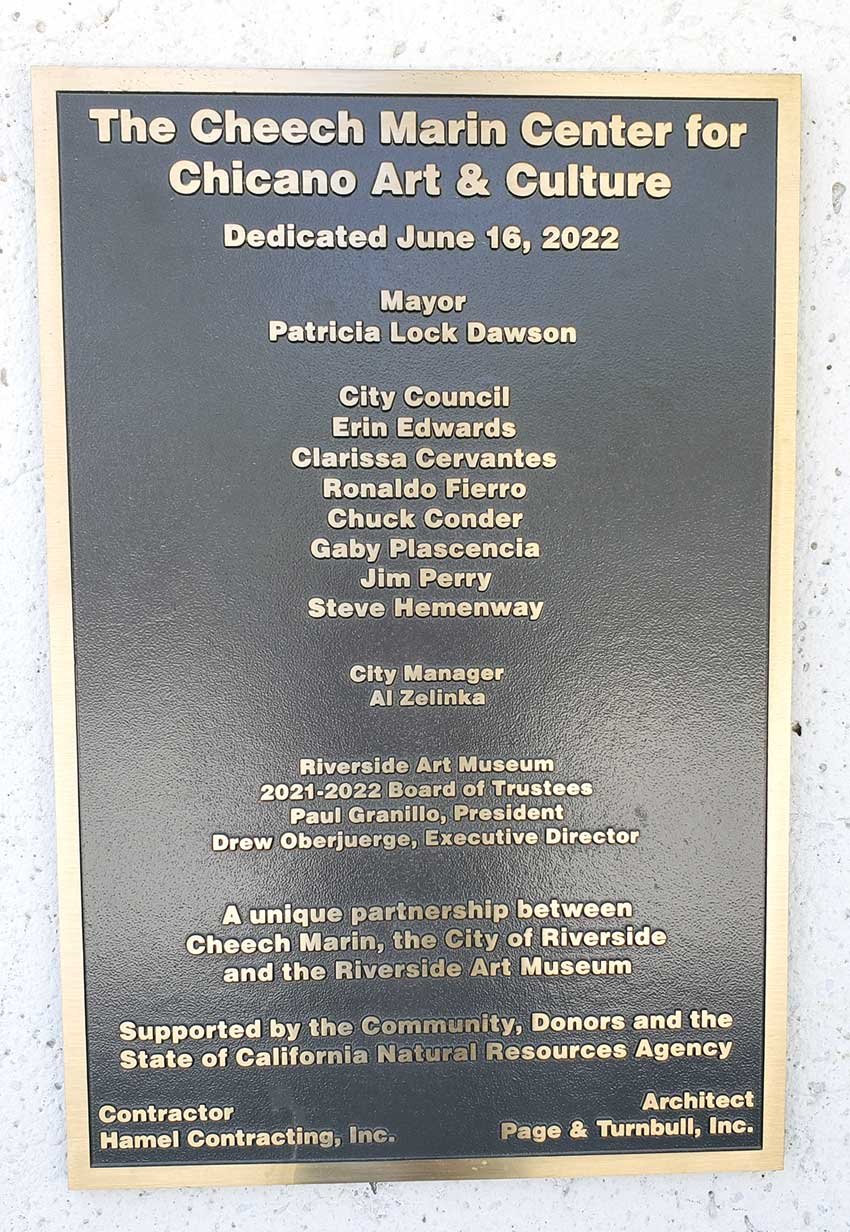 The Cheech Marin Center for
Chicano Art & Culture
Dedicated June 16, 2022
Mayor
Patricia Lock Dawson
City Council
Erin Edwards
Clarissa Cervantes
Ronaldo Fierro
Chuck Conder
Gaby Plascencia
Jim Perry
Steve Hemenway
City Manager
Al Zelinka
Riverside Art Museum
2021-2022 Board of Trustees
Paul Granillo, President
Drew Oberjuerge, Executive Director
A unique partnership between
Cheech Marin, the City of Riverside
and the Riverside Art Museum
Supported by the Community, Donors and the
State of California Natural Resources Agency
Contractor
Hamel Contracting, Inc.
Architect
Page & Turnbull, Inc.